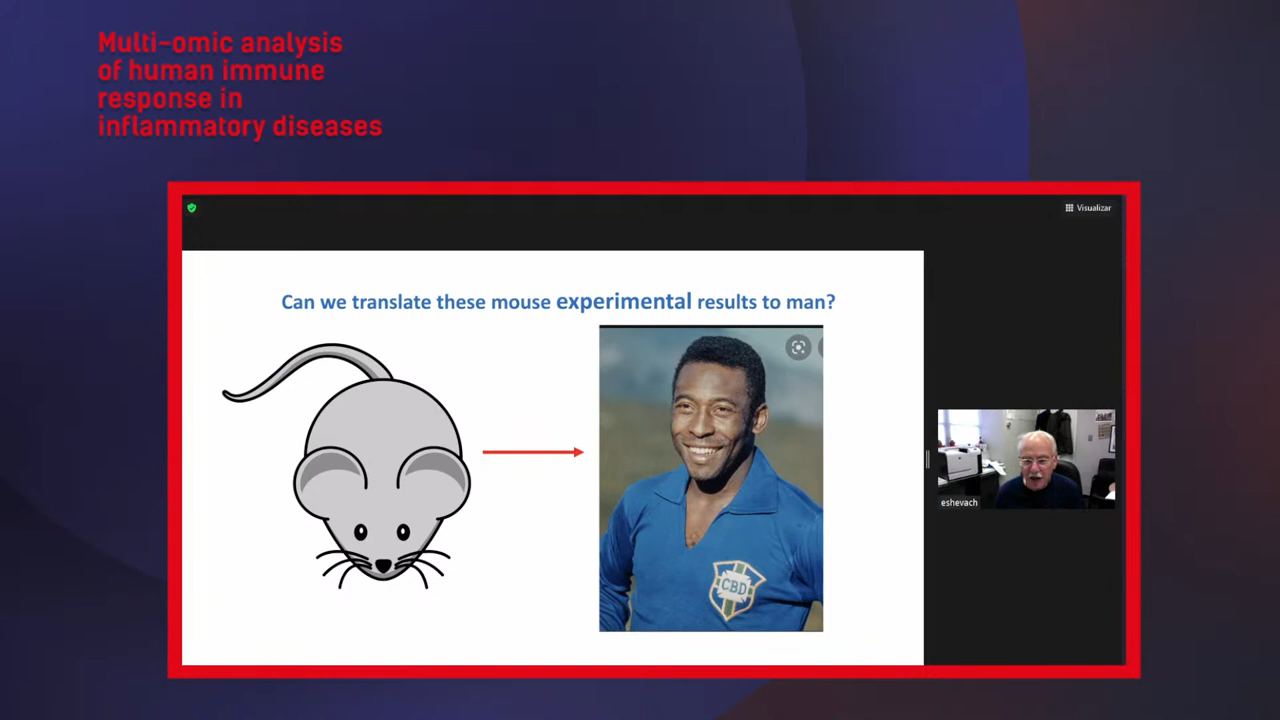 Multi-omic analysis
of human immune
response in
inflammatory diseases
Visualizar
Can we translate these mouse experimental results to man?
CBD
eshevach